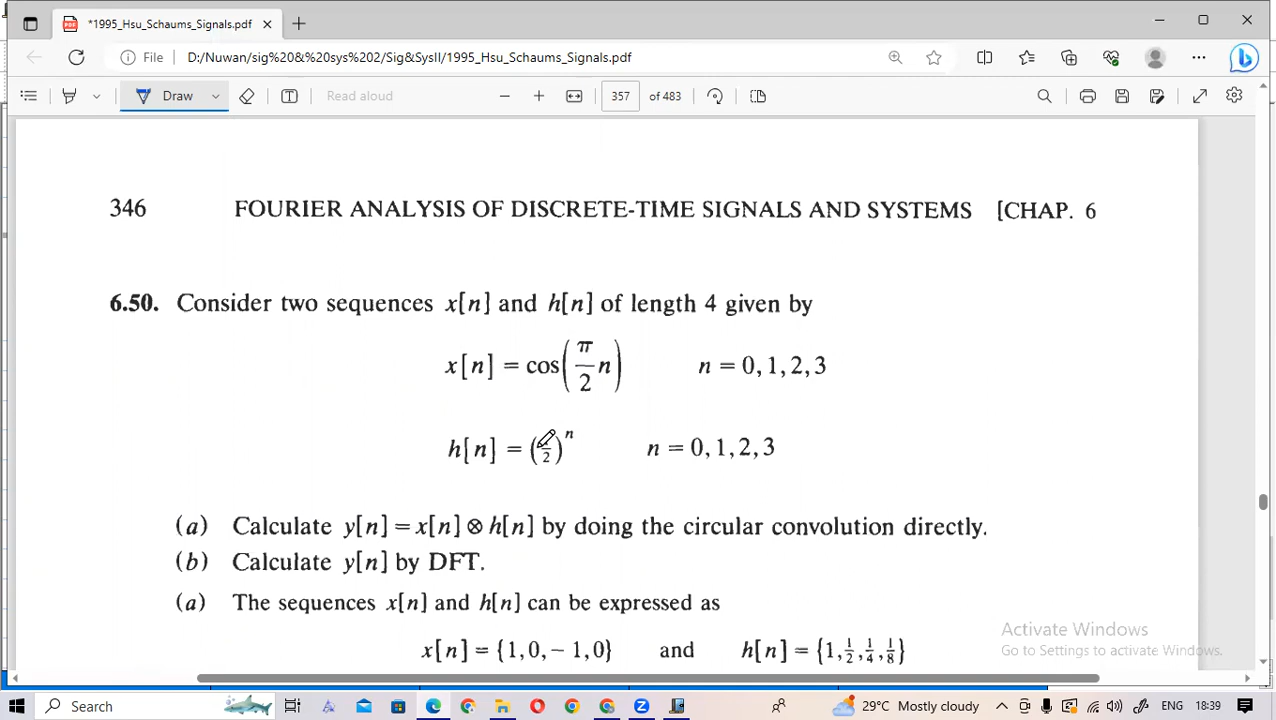 *1995_Hsu_Schaums_Signals.pdf
File D:/Nuwan/sig%20&%20sys%202/Sig&SysII/1995_Hsu_Schaums_Signals.pdf
Draw Read aloud 357 of 483
346 FOURIER ANALYSIS OF DISCRETE-TIME SIGNALS AND SYSTEMS [CHAP. 6
6.50. Consider two sequences x[n] and h[n] of length 4 given by
x[n] = cos(π/2 n) n = 0, 1, 2, 3
h[n] = ( /2)ⁿ n = 0, 1, 2, 3
(a) Calculate y[n] = x[n] ⊗ h[n] by doing the circular convolution directly.
(b) Calculate y[n] by DFT.
(a) The sequences x[n] and h[n] can be expressed as
x[n] = {1, 0, − 1, 0} and h[n] = {1, 1/2, 1/4, 1/8}
Activate Windows
Go to Settings to activate Windows.
Search 29°C Mostly cloudy ENG 18:39